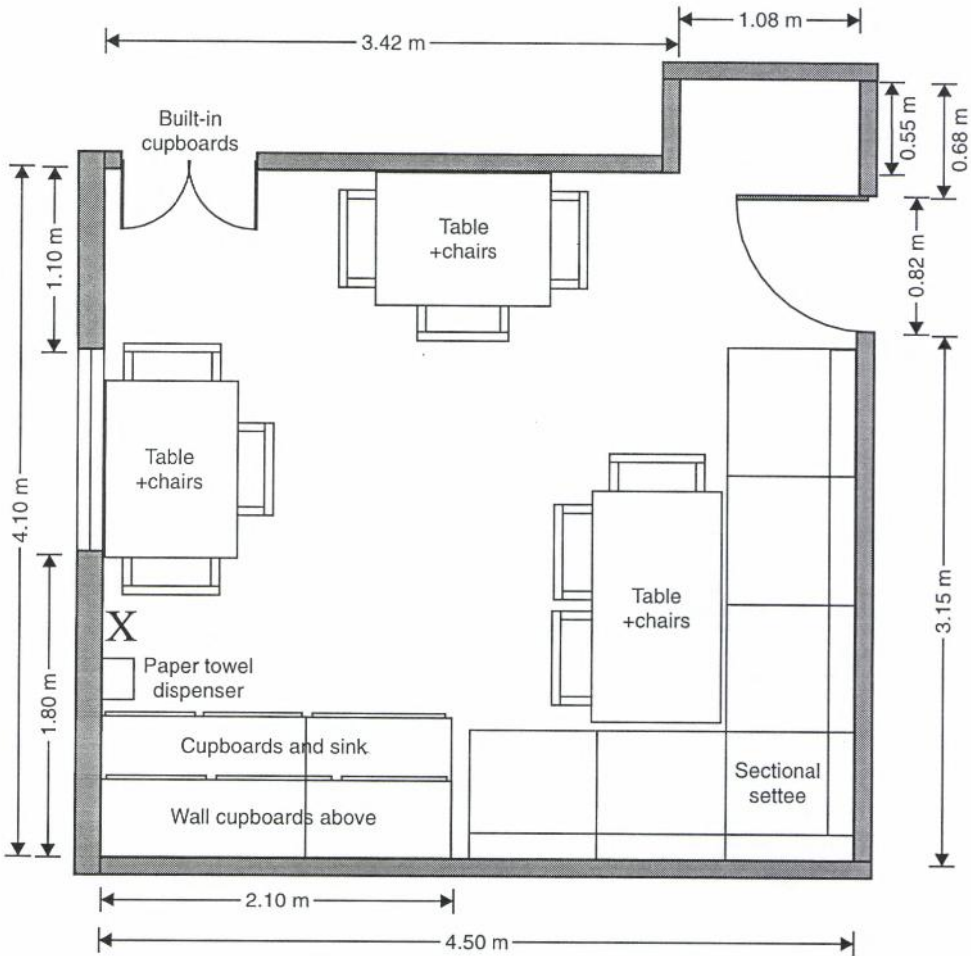 1.08 m
3.42 m
Built-in
cupboards
0.55 m
0.68 m
Table
+chairs
1.10 m
0.82 m
Table
+chairs
4.10 m
Table
+chairs
3.15 m
X
Paper towel
dispenser
1.80 m
Cupboards and sink
Sectional
settee
Wall cupboards above
2.10 m
4.50 m